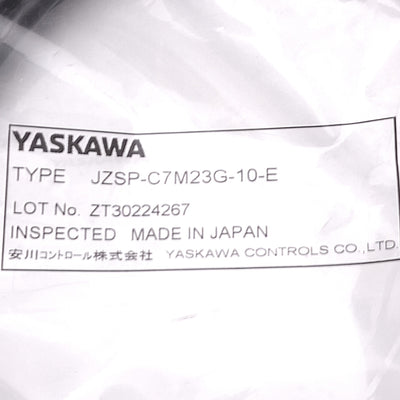 YASKAWA
TYPE JZSP-C7M23G-10-E
LOT No. ZT30224267
INSPECTED MADE IN JAPAN
安川コントロール株式会社 YASKAWA CONTROLS CO.,LTD.